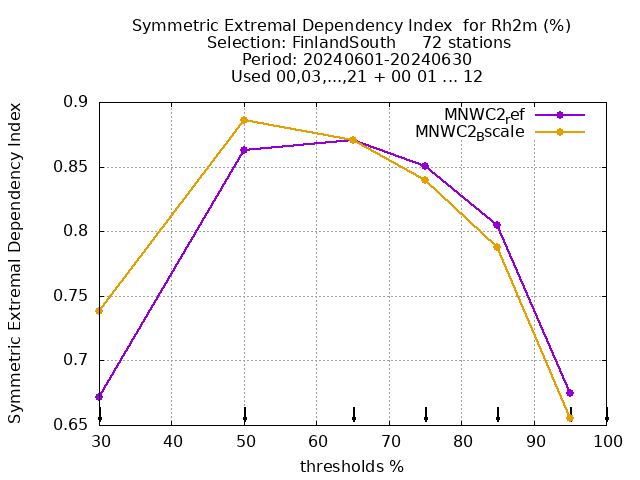 Symmetric Extremal Dependency Index  for Rh2m (%)
Selection: FinlandSouth     72 stations
Period: 20240601-20240630
Used 00,03,...,21 + 00 01 ... 12
Symmetric Extremal Dependency Index
0.9
0.85
0.8
0.75
0.7
0.65
MNWC2ref
MNWC2Bscale
30 40 50 60 70 80 90 100
thresholds %